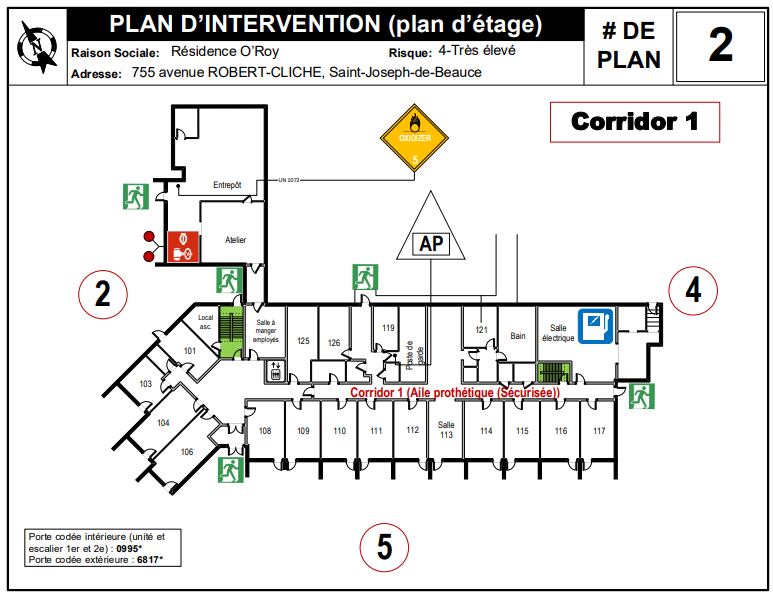 PLAN D'INTERVENTION (plan d'étage)
Raison Sociale: Résidence O'Roy
Risque: 4-Très élevé
Adresse: 755 avenue ROBERT-CLICHE, Saint-Joseph-de-Beauce
# DE
PLAN
2
N
Corridor 1
OXIDIZER
5
UN 1072
Entrepôt
Atelier
AP
2
4
Local
asc.
Salle à
manger
employés
125
126
119
Poste de
garde
121
Bain
Salle
électrique
101
103
104
106
Corridor 1 (Aile prothétique (Sécurisée))
108
109
110
111
112
Salle
113
114
115
116
117
5
Porte codée intérieure (unité et
escalier 1er et 2e) : 0995*
Porte codée extérieure : 6817*